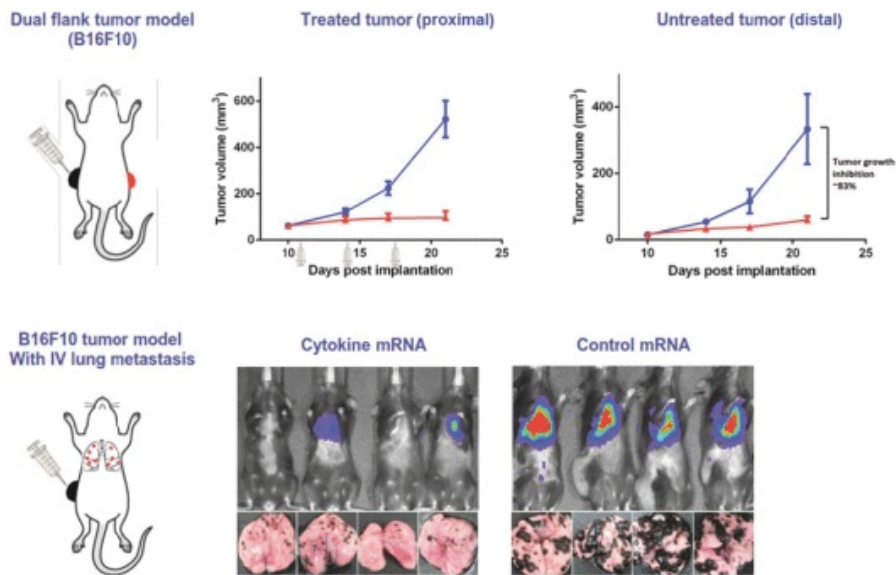 Dual flank tumor model
(B16F10)
Treated tumor (proximal)
Untreated tumor (distal)
Tumor volume (mm³)
600
400
200
0
10
15
20
25
Days post implantation
Tumor volume (mm³)
400
200
0
10
15
20
25
Days post implantation
Tumor growth
inhibition
~83%
B16F10 tumor model
With IV lung metastasis
Cytokine mRNA
Control mRNA